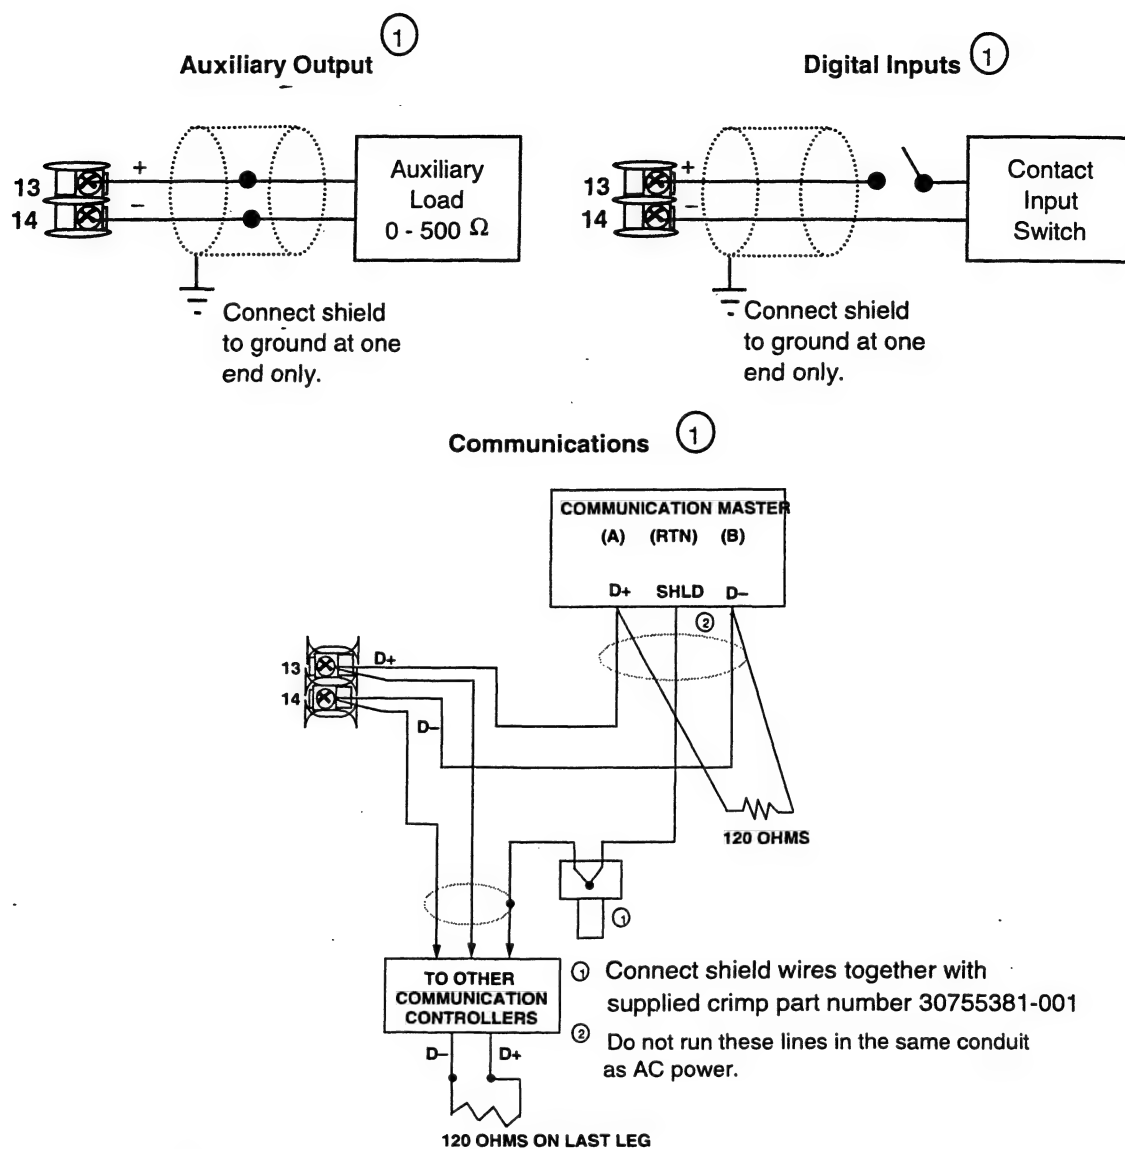 Auxiliary Output 1
13
+
14
–
Auxiliary
Load
0 - 500 Ω
Connect shield
to ground at one
end only.
Digital Inputs 1
13
+
14
–
Contact
Input
Switch
Connect shield
to ground at one
end only.
Communications 1
COMMUNICATION MASTER
(A) (RTN) (B)
D+ SHLD D–
2
13
D+
14
D–
120 OHMS
1
TO OTHER
COMMUNICATION
CONTROLLERS
D– D+
120 OHMS ON LAST LEG
1 Connect shield wires together with
supplied crimp part number 30755381-001
2 Do not run these lines in the same conduit
as AC power.